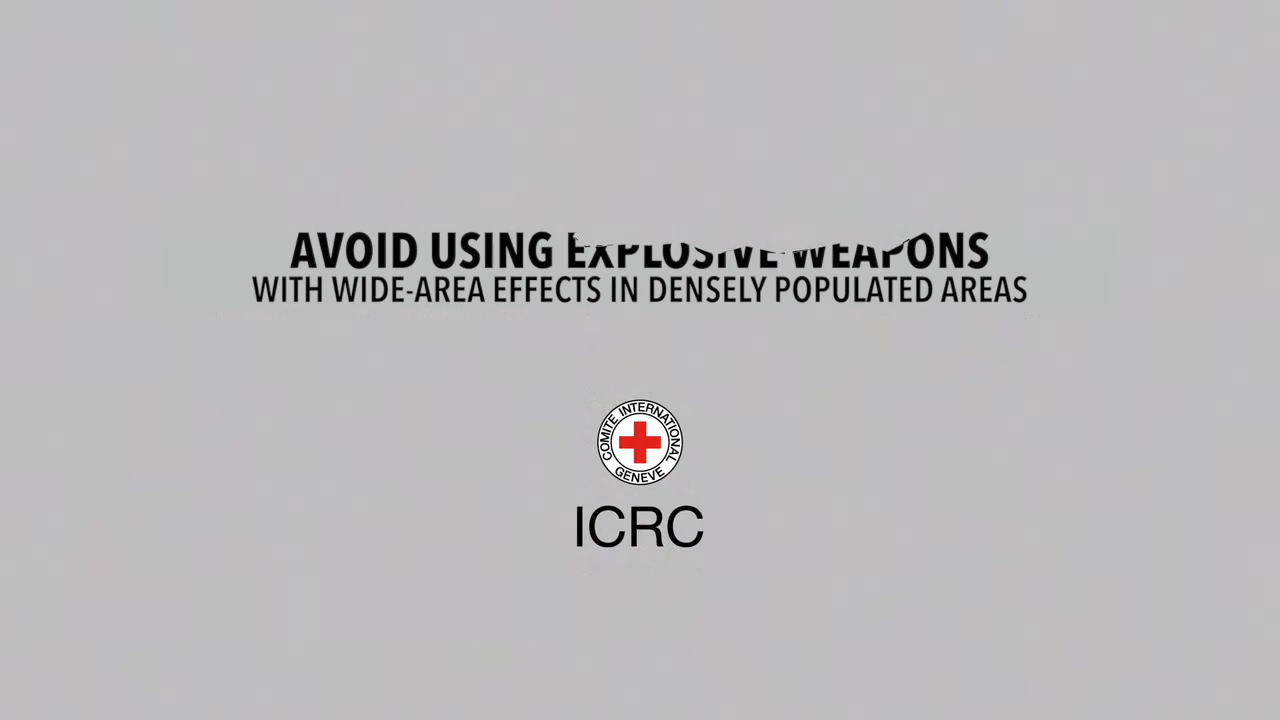 AVOID USING EXPLOSIVE WEAPONS
WITH WIDE-AREA EFFECTS IN DENSELY POPULATED AREAS
COMITE INTERNATIONAL
GENEVE
ICRC